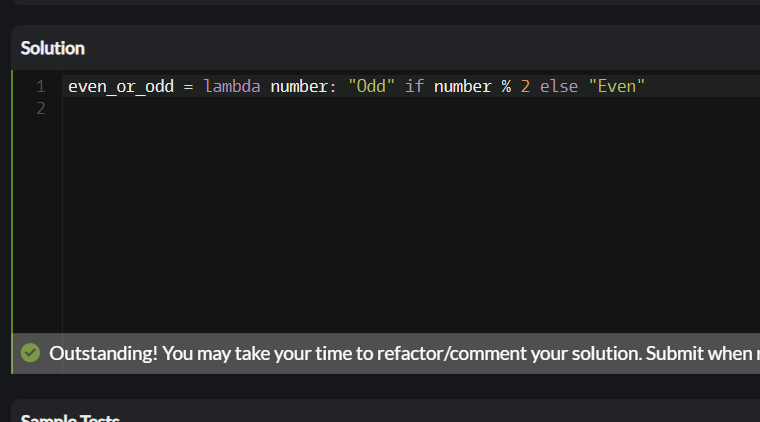 Solution
1 even_or_odd = lambda number: "Odd" if number % 2 else "Even"
2
Outstanding! You may take your time to refactor/comment your solution. Submit when
Sample Tests